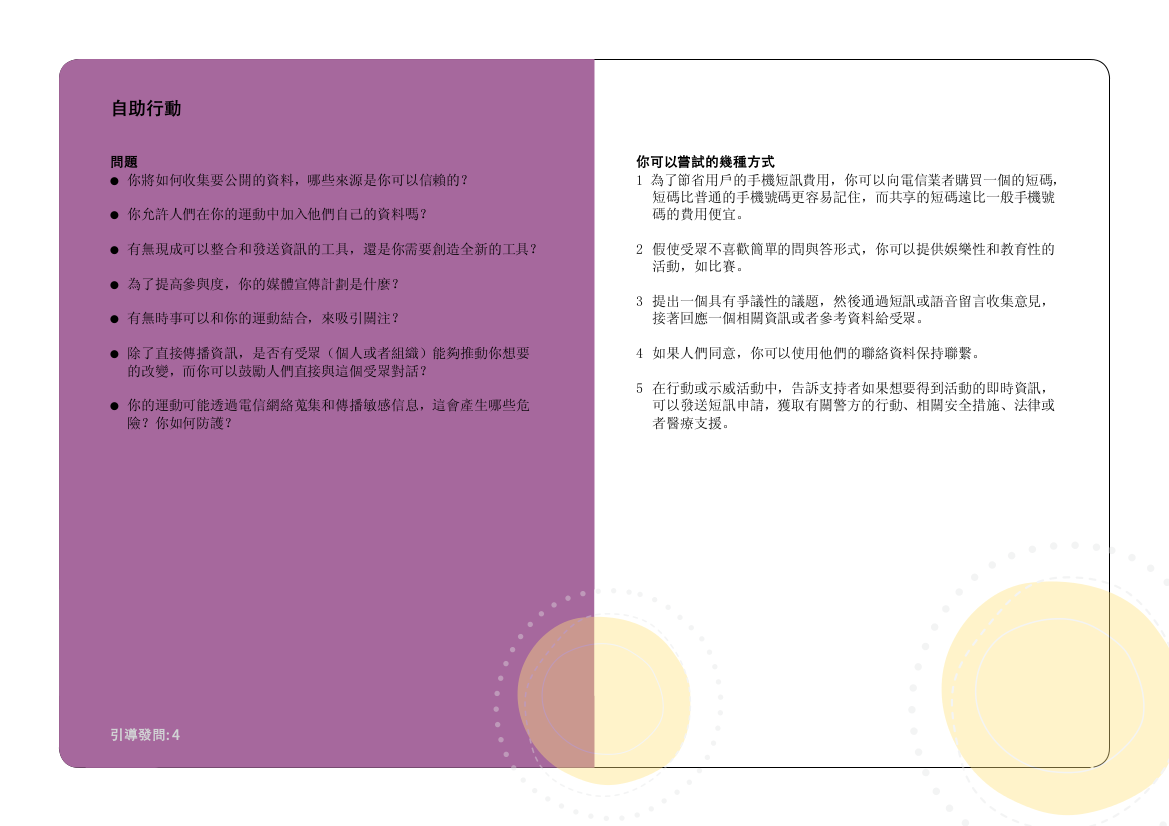 自助行動
問題
● 你將如何收集要公開的資料，哪些來源是你可以信賴的？
● 你允許人們在你的運動中加入他們自己的資料嗎？
● 有無現成可以整合和發送資訊的工具，還是你需要創造全新的工具？
● 為了提高參與度，你的媒體宣傳計劃是什麼？
● 有無時事可以和你的運動結合，來吸引關注？
● 除了直接傳播資訊，是否有受眾（個人或者組織）能夠推動你想要
的改變，而你可以鼓勵人們直接與這個受眾對話？
● 你的運動可能透過電信網絡蒐集和傳播敏感信息，這會產生哪些危
險？你如何防護？
引導發問：4
你可以嘗試的幾種方式
1 為了節省用戶的手機短訊費用，你可以向電信業者購買一個的短碼，
短碼比普通的手機號碼更容易記住，而共享的短碼遠比一般手機號
碼的費用便宜。
2 假使受眾不喜歡簡單的問與答形式，你可以提供娛樂性和教育性的
活動，如比賽。
3 提出一個具有爭議性的議題，然後通過短訊或語音留言收集意見，
接著回應一個相關資訊或者參考資料給受眾。
4 如果人們同意，你可以使用他們的聯絡資料保持聯繫。
5 在行動或示威活動中，告訴支持者如果想要得到活動的即時資訊，
可以發送短訊申請，獲取有關警方的行動、相關安全措施、法律或
者醫療支援。